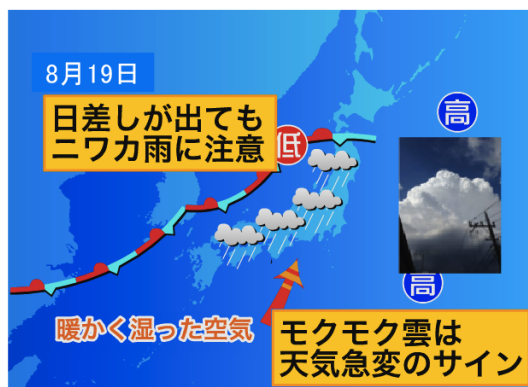 8月19日
日差しが出ても
ニワカ雨に注意
低
高
高
暖かく湿った空気
モクモク雲は
天気急変のサイン